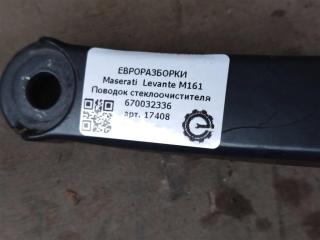 ЕВРОРАЗБОРКИ
Maserati Levante M161
Поводок стеклоочистителя
670032336
арт. 17408